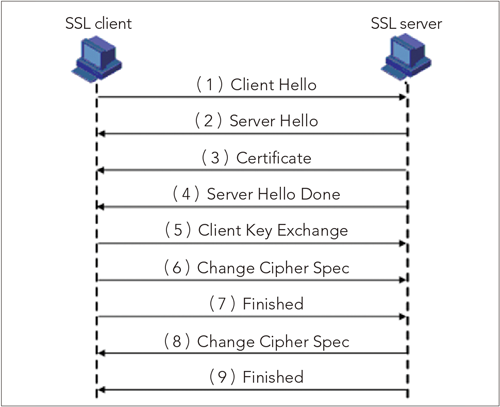 SSL client
SSL server
(1) Client Hello
(2) Server Hello
(3) Certificate
(4) Server Hello Done
(5) Client Key Exchange
(6) Change Cipher Spec
(7) Finished
(8) Change Cipher Spec
(9) Finished